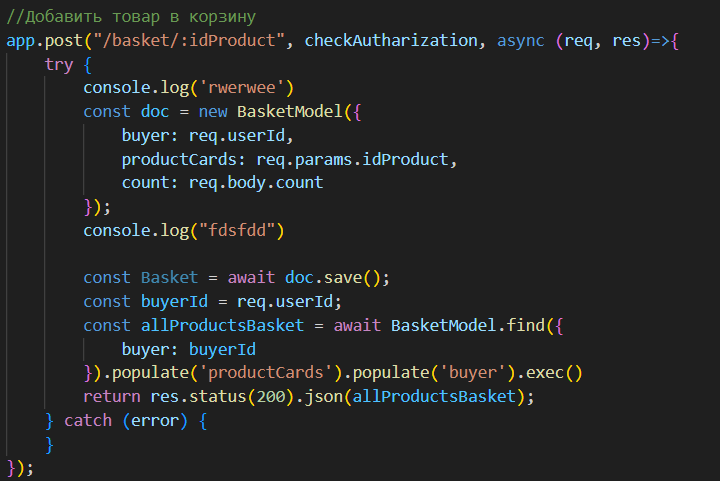 //Добавить товар в корзину
app.post("/basket/:idProduct", checkAutharization, async (req, res)=>{
    try {
        console.log('rwerwee')
        const doc = new BasketModel({
            buyer: req.userId,
            productCards: req.params.idProduct,
            count: req.body.count
        });
        console.log("fdsfdd")

        const Basket = await doc.save();
        const buyerId = req.userId;
        const allProductsBasket = await BasketModel.find({
            buyer: buyerId
        }).populate('productCards').populate('buyer').exec()
        return res.status(200).json(allProductsBasket);
    } catch (error) {
    }
});